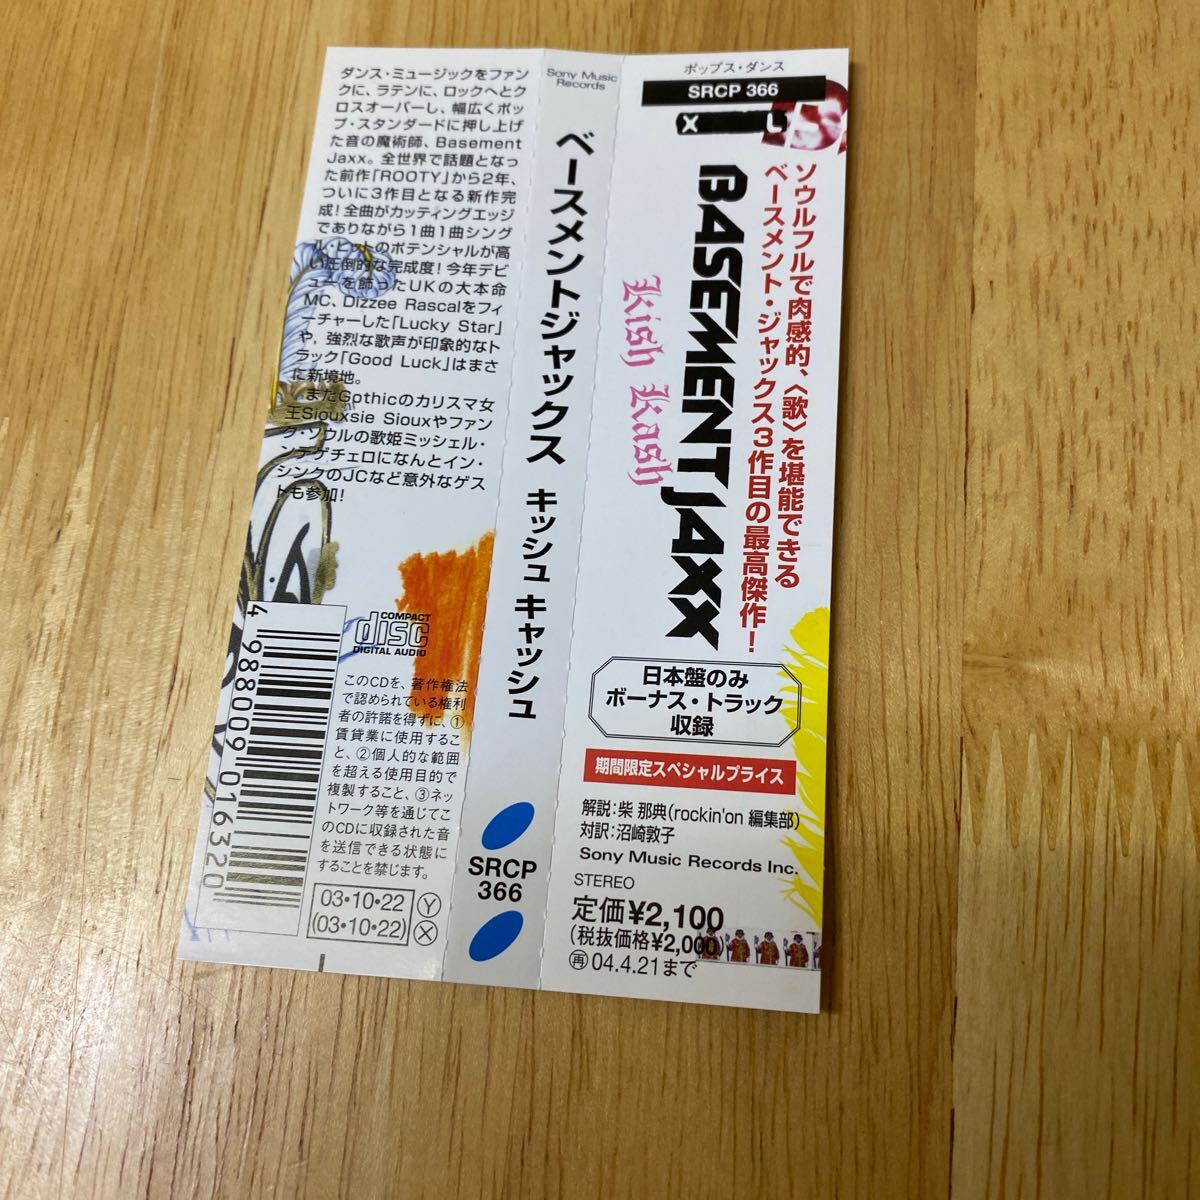 ダンス・ミュージックをファン
クに、ラテンに、ロックへとク
ロスオーバーし、幅広くポッ
プ・スタンダードに押し上げ
た音の魔術師、Basement
Jaxx。全世界で話題となっ
た前作「ROOTY」から2年、
ついに3作目となる新作完
成!全曲がカッティングエッジ
でありながら1曲1曲シング
ル・ヒットのポテンシャルが高
い圧倒的な完成度!今年デビ
ューを飾ったUKの大本命
MC、Dizzee Rascalをフィ
ーチャーした「Lucky Star」
や、強烈な歌声が印象的なト
ラック「Good Luck」はまさ
に新境地。
またGothicのカリスマ女
王Siouxsie Siouxやファン
ク・ソウルの歌姫ミッシェル・
ンデゲチェロになんとイン・
シンクのJCなど意外なゲス
トも参加!
COMPACT
disc
DIGITAL AUDIO
4 988009 016320
このCDを、著作権法
で認められている権利
者の許諾を得ずに、①
賃貸業に使用するこ
と、②個人的な範囲
を超える使用目的で
複製すること、③ネッ
トワーク等を通じてこ
のCDに収録された音
を送信できる状態に
することを禁じます。
03・10・22 Ⓨ
(03・10・22) Ⓧ
Sony Music
Records
ベースメントジャックス キッシュ キャッシュ
SRCP
366
ポップス・ダンス
SRCP 366
X L
ソウルフルで肉感的、〈歌〉を堪能できる
ベースメント・ジャックス3作目の最高傑作!
BASEMENT JAXX
Kish Kash
日本盤のみ
ボーナス・トラック
収録
期間限定スペシャルプライス
解説:柴 那典(rockin'on 編集部)
対訳:沼崎敦子
Sony Music Records Inc.
STEREO
定価¥2,100
(税抜価格¥2,000)
㊢04.4.21まで